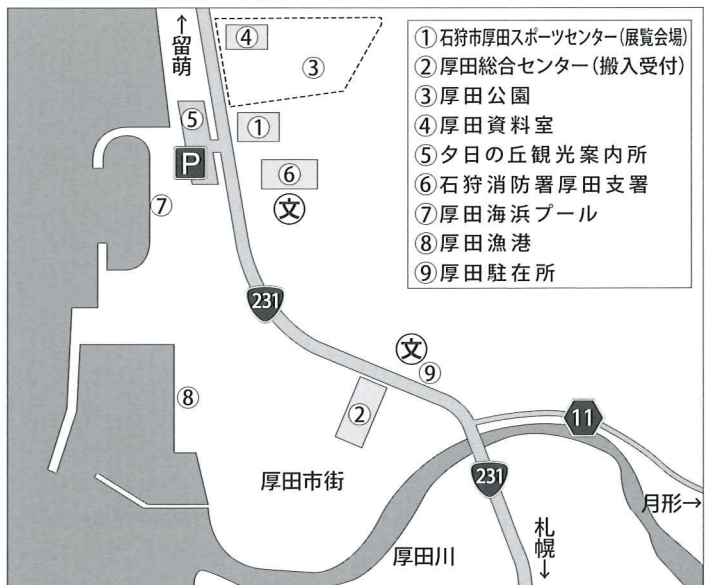 ↑留萌
④
③
①石狩市厚田スポーツセンター(展覧会場)
②厚田総合センター(搬入受付)
③厚田公園
④厚田資料室
⑤夕日の丘観光案内所
⑥石狩消防署厚田支署
⑦厚田海浜プール
⑧厚田漁港
⑨厚田駐在所
⑤
①
P
⑥
文
⑦
231
文
⑨
⑧
②
11
厚田市街
231
月形→
厚田川
札幌↓